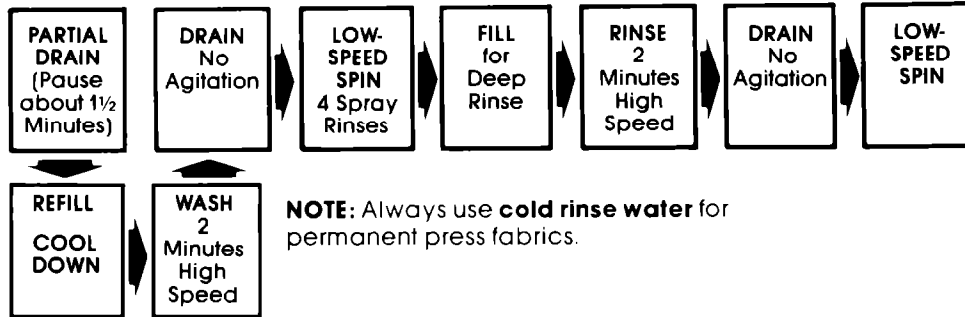 PARTIAL
DRAIN
(Pause
about 1½
Minutes)
REFILL
COOL
DOWN
WASH
2
Minutes
High
Speed
DRAIN
No
Agitation
LOW-
SPEED
SPIN
4 Spray
Rinses
FILL
for
Deep
Rinse
RINSE
2
Minutes
High
Speed
DRAIN
No
Agitation
LOW-
SPEED
SPIN
NOTE: Always use cold rinse water for
permanent press fabrics.